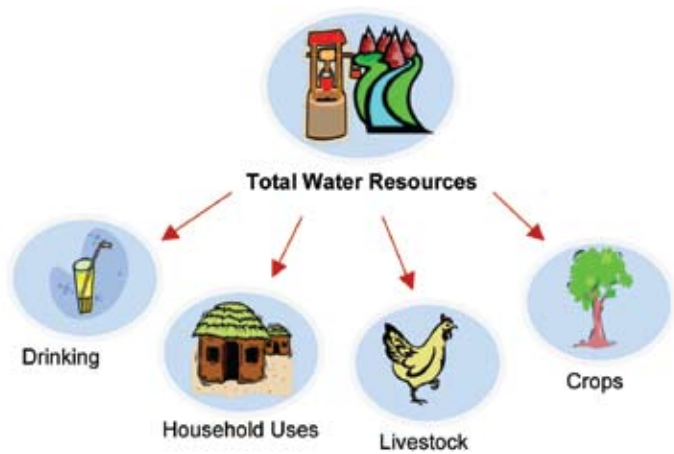 Total Water Resources
Drinking
Household Uses
Livestock
Crops